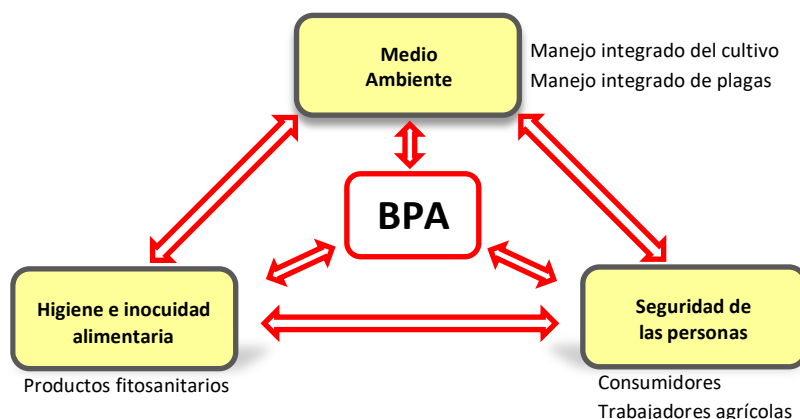 Medio
Ambiente
Manejo integrado del cultivo
Manejo integrado de plagas
BPA
Higiene e inocuidad
alimentaria
Productos fitosanitarios
Seguridad de
las personas
Consumidores
Trabajadores agrícolas